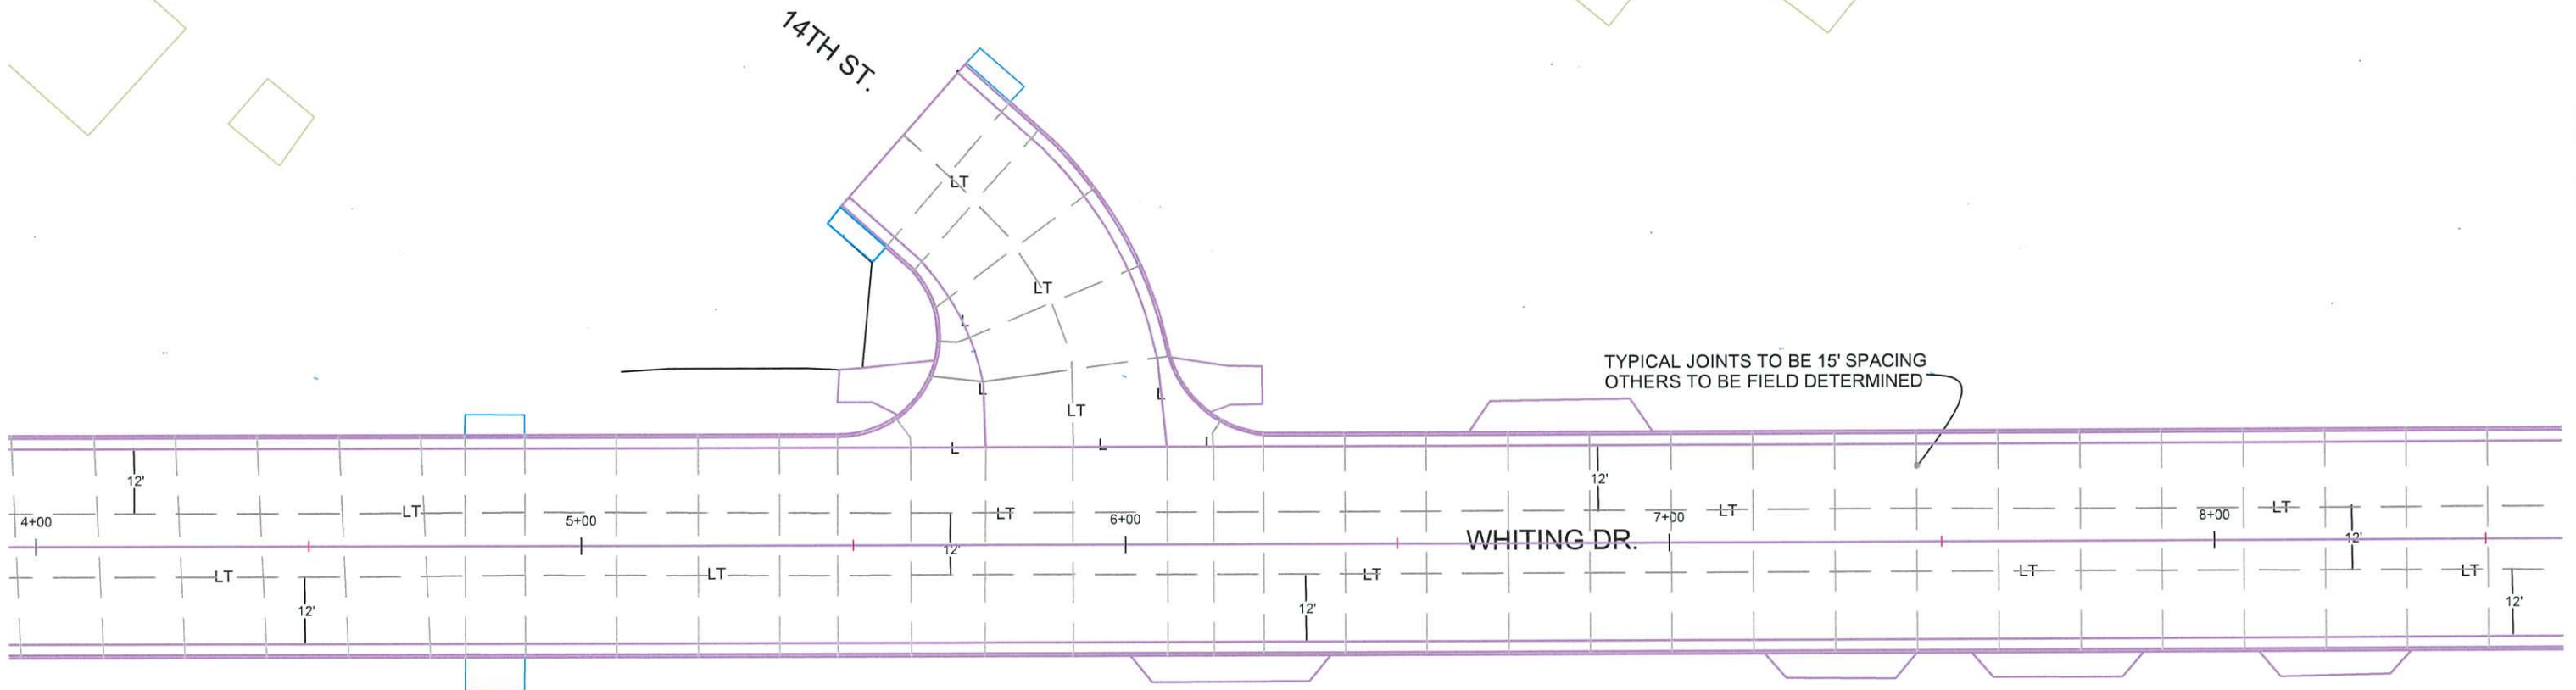 14TH ST.
LT
LT
L
L
L
LT
TYPICAL JOINTS TO BE 15' SPACING
OTHERS TO BE FIELD DETERMINED
L
L
L
12'
12'
LT
LT
LT
LT
4+00
5+00
6+00
7+00
8+00
WHITING DR.
12'
12'
LT
LT
LT
LT
LT
12'
12'
12'